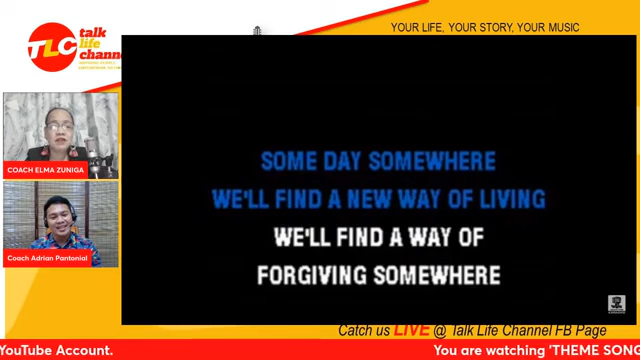 YOUR LIFE, YOUR STORY, YOUR MUSIC
TLC
talk
life
channel
COACH ELMA ZUNIGA
Coach Adrian Pantonial
SOME DAY SOMEWHERE
WE'LL FIND A NEW WAY OF LIVING
WE'LL FIND A WAY OF
FORGIVING SOMEWHERE
Catch us LIVE @ Talk Life Channel FB Page
YouTube Account.
You are watching 'THEME SONG